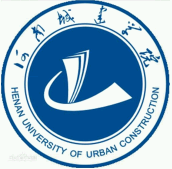 河南城建学院
HENAN UNIVERSITY OF URBAN CONSTRUCTION